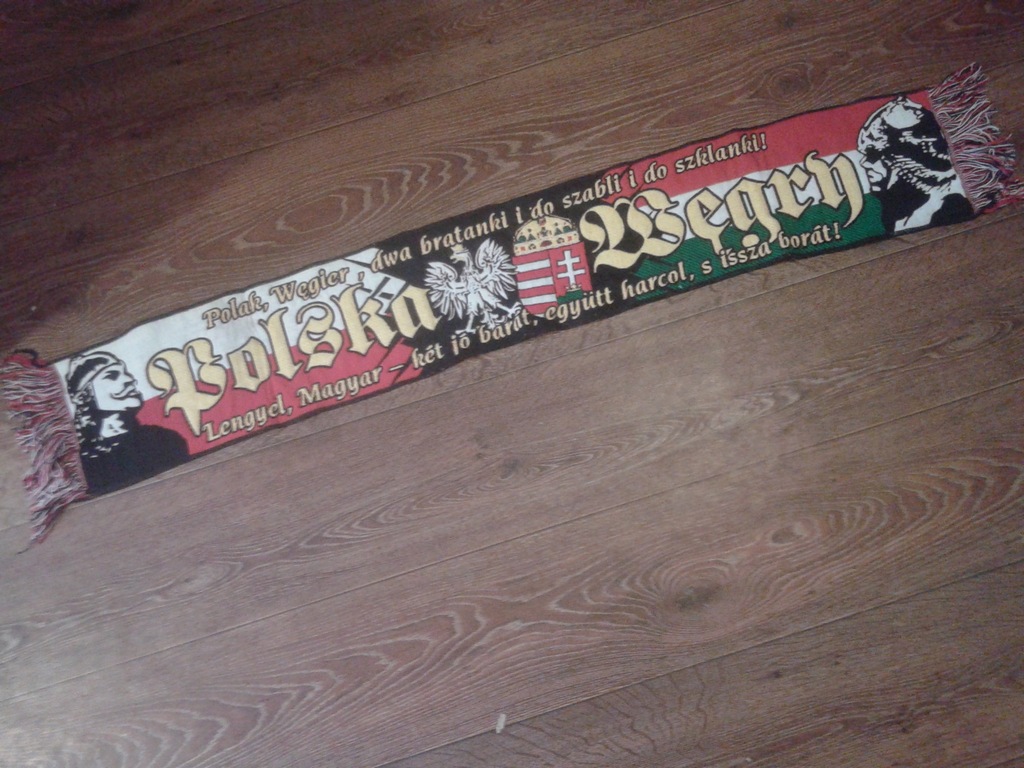 Polak, Węgier, dwa bratanki i do szabli i do szklanki!
Polska Węgry
Lengyel, Magyar – két jó barát, együtt harcol, s issza borát!